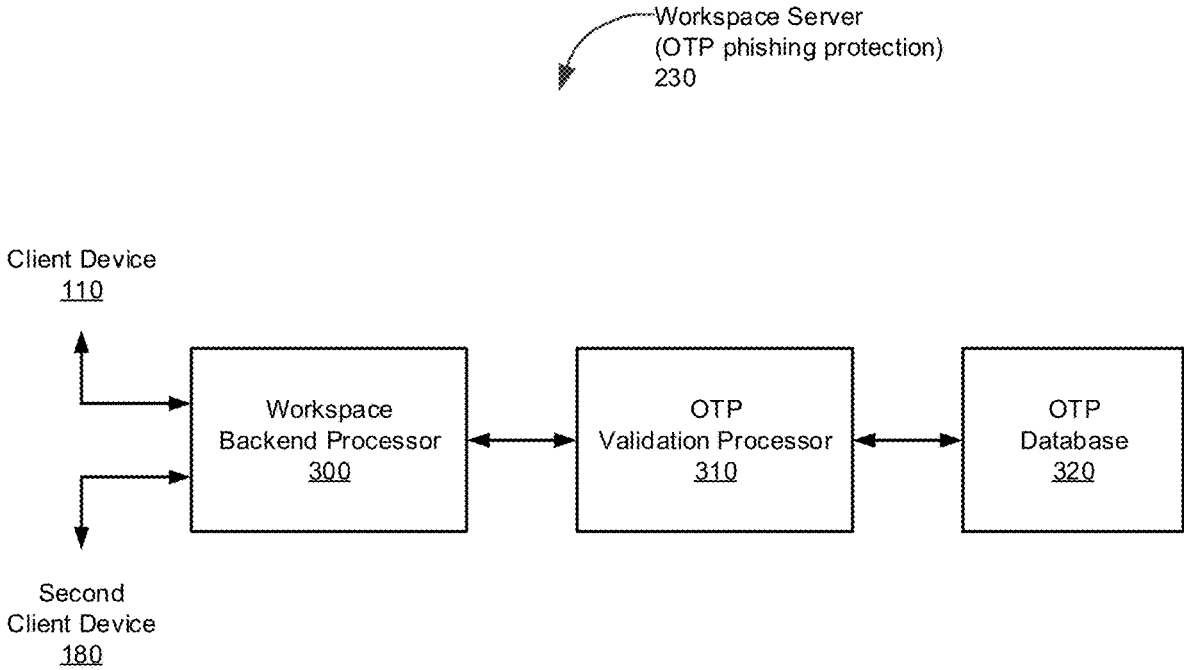 Workspace Server
(OTP phishing protection)
230
Client Device
110
Workspace
Backend Processor
300
OTP
Validation Processor
310
OTP
Database
320
Second
Client Device
180